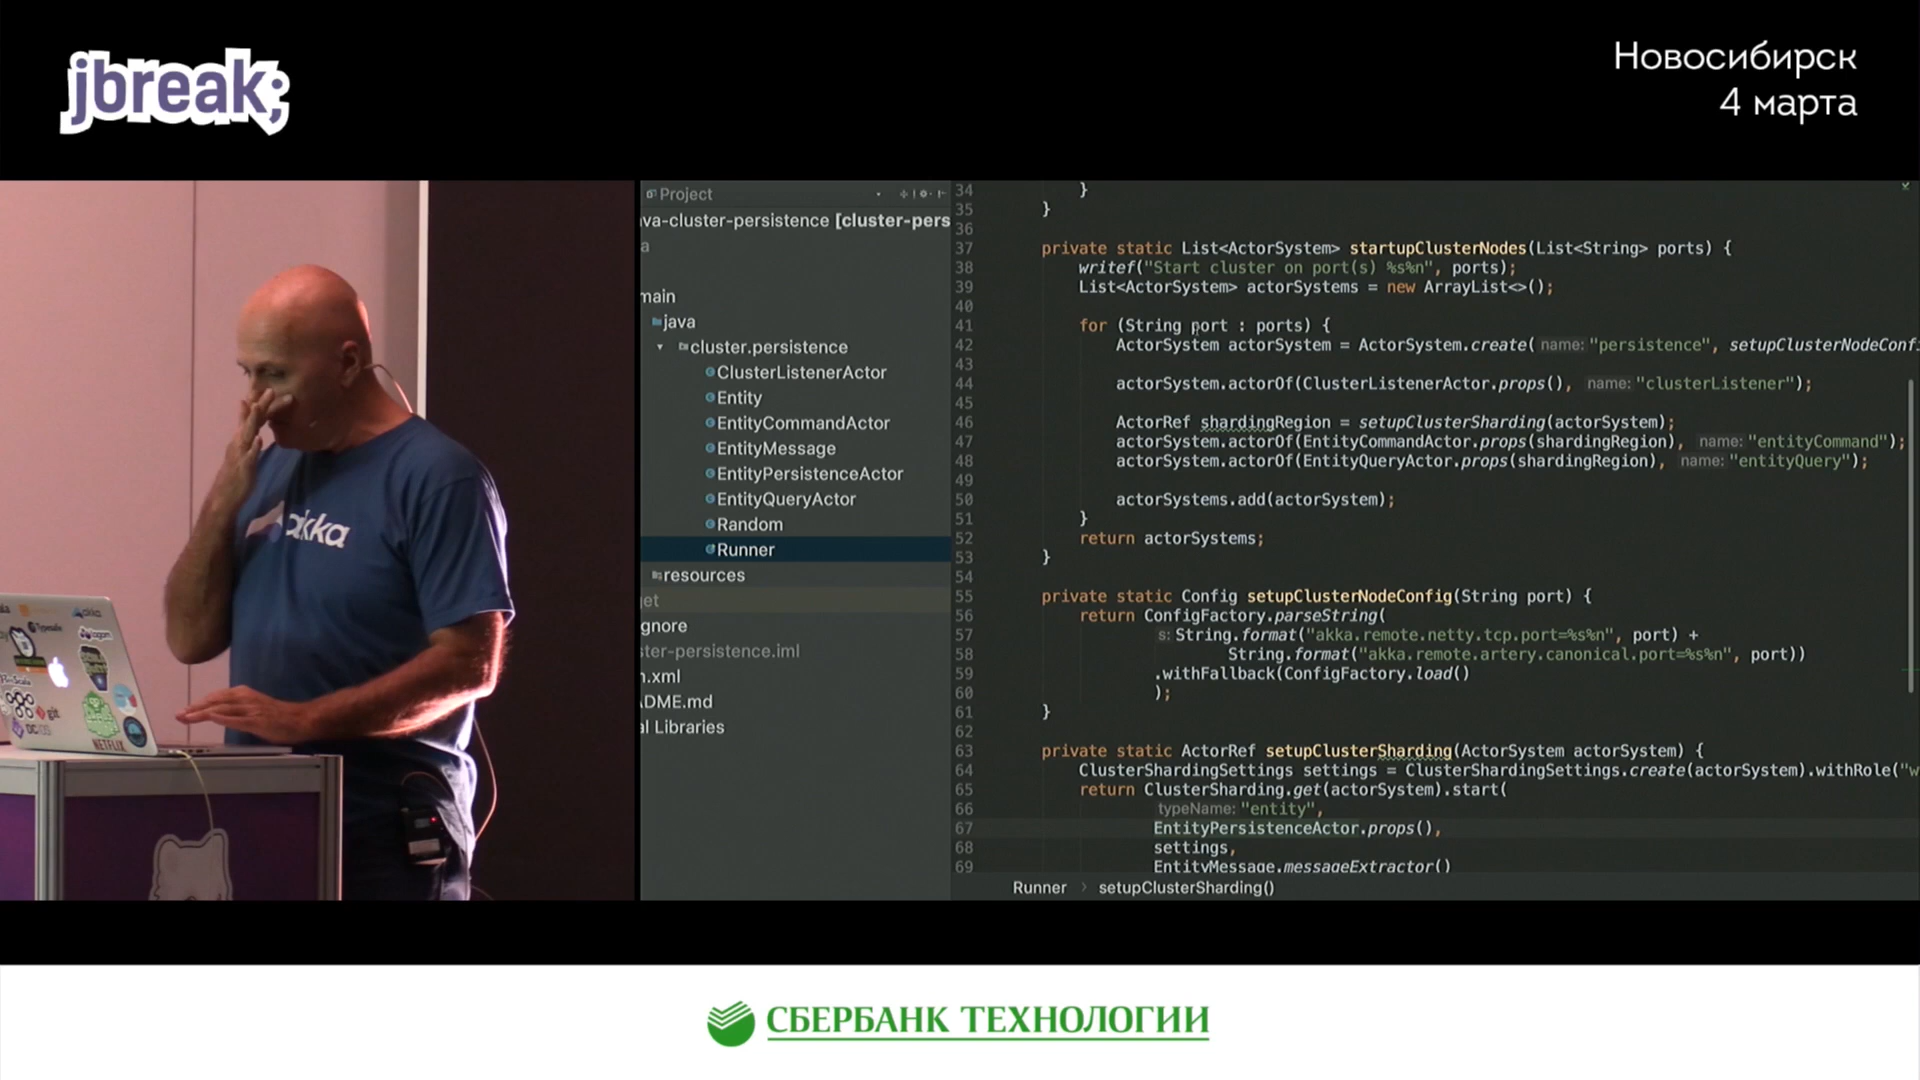 jbreak;
Новосибирск
4 марта
akka
Typesafe
akka
lagom
git
NETFLIX
Project
va-cluster-persistence [cluster-pers
a
main
java
cluster.persistence
ClusterListenerActor
Entity
EntityCommandActor
EntityMessage
EntityPersistenceActor
EntityQueryActor
Random
Runner
resources
get
gnore
ster-persistence.iml
n.xml
DME.md
al Libraries
34 }
35 }
36
37 private static List<ActorSystem> startupClusterNodes(List<String> ports) {
38 writef("Start cluster on port(s) %s%n", ports);
39 List<ActorSystem> actorSystems = new ArrayList<>();
40
41 for (String port : ports) {
42 ActorSystem actorSystem = ActorSystem.create( name: "persistence", setupClusterNodeConfi
43
44 actorSystem.actorOf(ClusterListenerActor.props(), name: "clusterListener");
45
46 ActorRef shardingRegion = setupClusterSharding(actorSystem);
47 actorSystem.actorOf(EntityCommandActor.props(shardingRegion), name: "entityCommand");
48 actorSystem.actorOf(EntityQueryActor.props(shardingRegion), name: "entityQuery");
49
50 actorSystems.add(actorSystem);
51 }
52 return actorSystems;
53 }
54
55 private static Config setupClusterNodeConfig(String port) {
56 return ConfigFactory.parseString(
57 s: String.format("akka.remote.netty.tcp.port=%s%n", port) +
58 String.format("akka.remote.artery.canonical.port=%s%n", port))
59 .withFallback(ConfigFactory.load()
60 );
61 }
62
63 private static ActorRef setupClusterSharding(ActorSystem actorSystem) {
64 ClusterShardingSettings settings = ClusterShardingSettings.create(actorSystem).withRole("w
65 return ClusterSharding.get(actorSystem).start(
66 typeName: "entity",
67 EntityPersistenceActor.props(),
68 settings,
69 EntityMessage.messageExtractor()
Runner › setupClusterSharding()
СБЕРБАНК ТЕХНОЛОГИИ